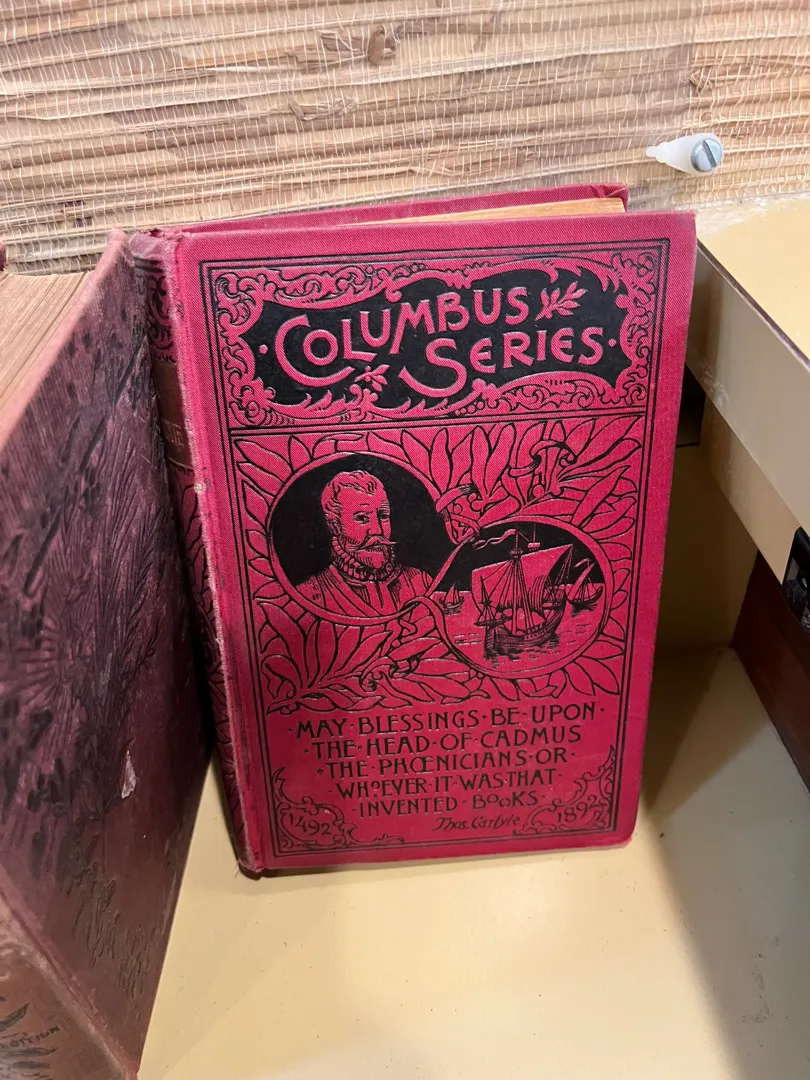 COLUMBUS
SERIES
MAY·BLESSINGS·BE·UPON
THE·HEAD·OF·CADMUS
THE·PHŒNICIANS·OR
WHOEVER·IT·WAS·THAT
INVENTED·BOOKS
Thos. Carlyle
1492
1892